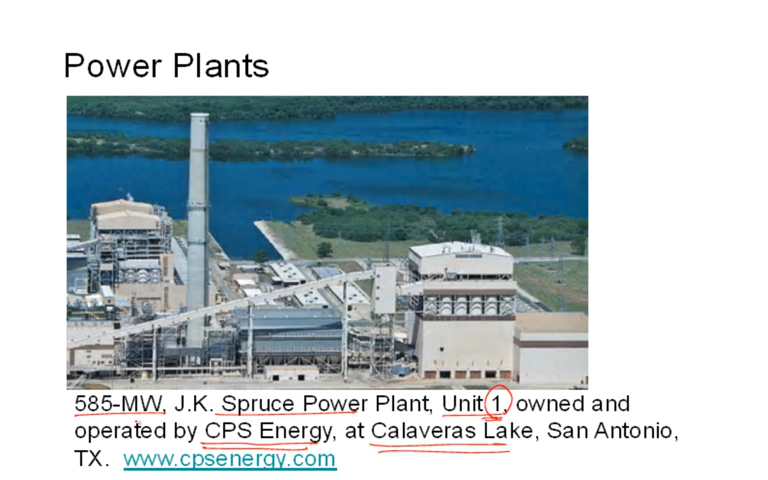 Power Plants
585-MW, J.K. Spruce Power Plant, Unit 1, owned and
operated by CPS Energy, at Calaveras Lake, San Antonio,
TX. www.cpsenergy.com